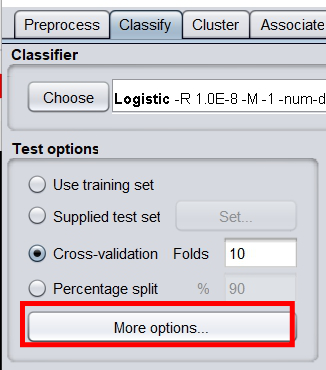 Preprocess Classify Cluster Associate
Classifier
Choose Logistic -R 1.0E-8 -M -1 -num-d
Test options
Use training set
Supplied test set Set...
Cross-validation Folds 10
Percentage split % 90
More options...